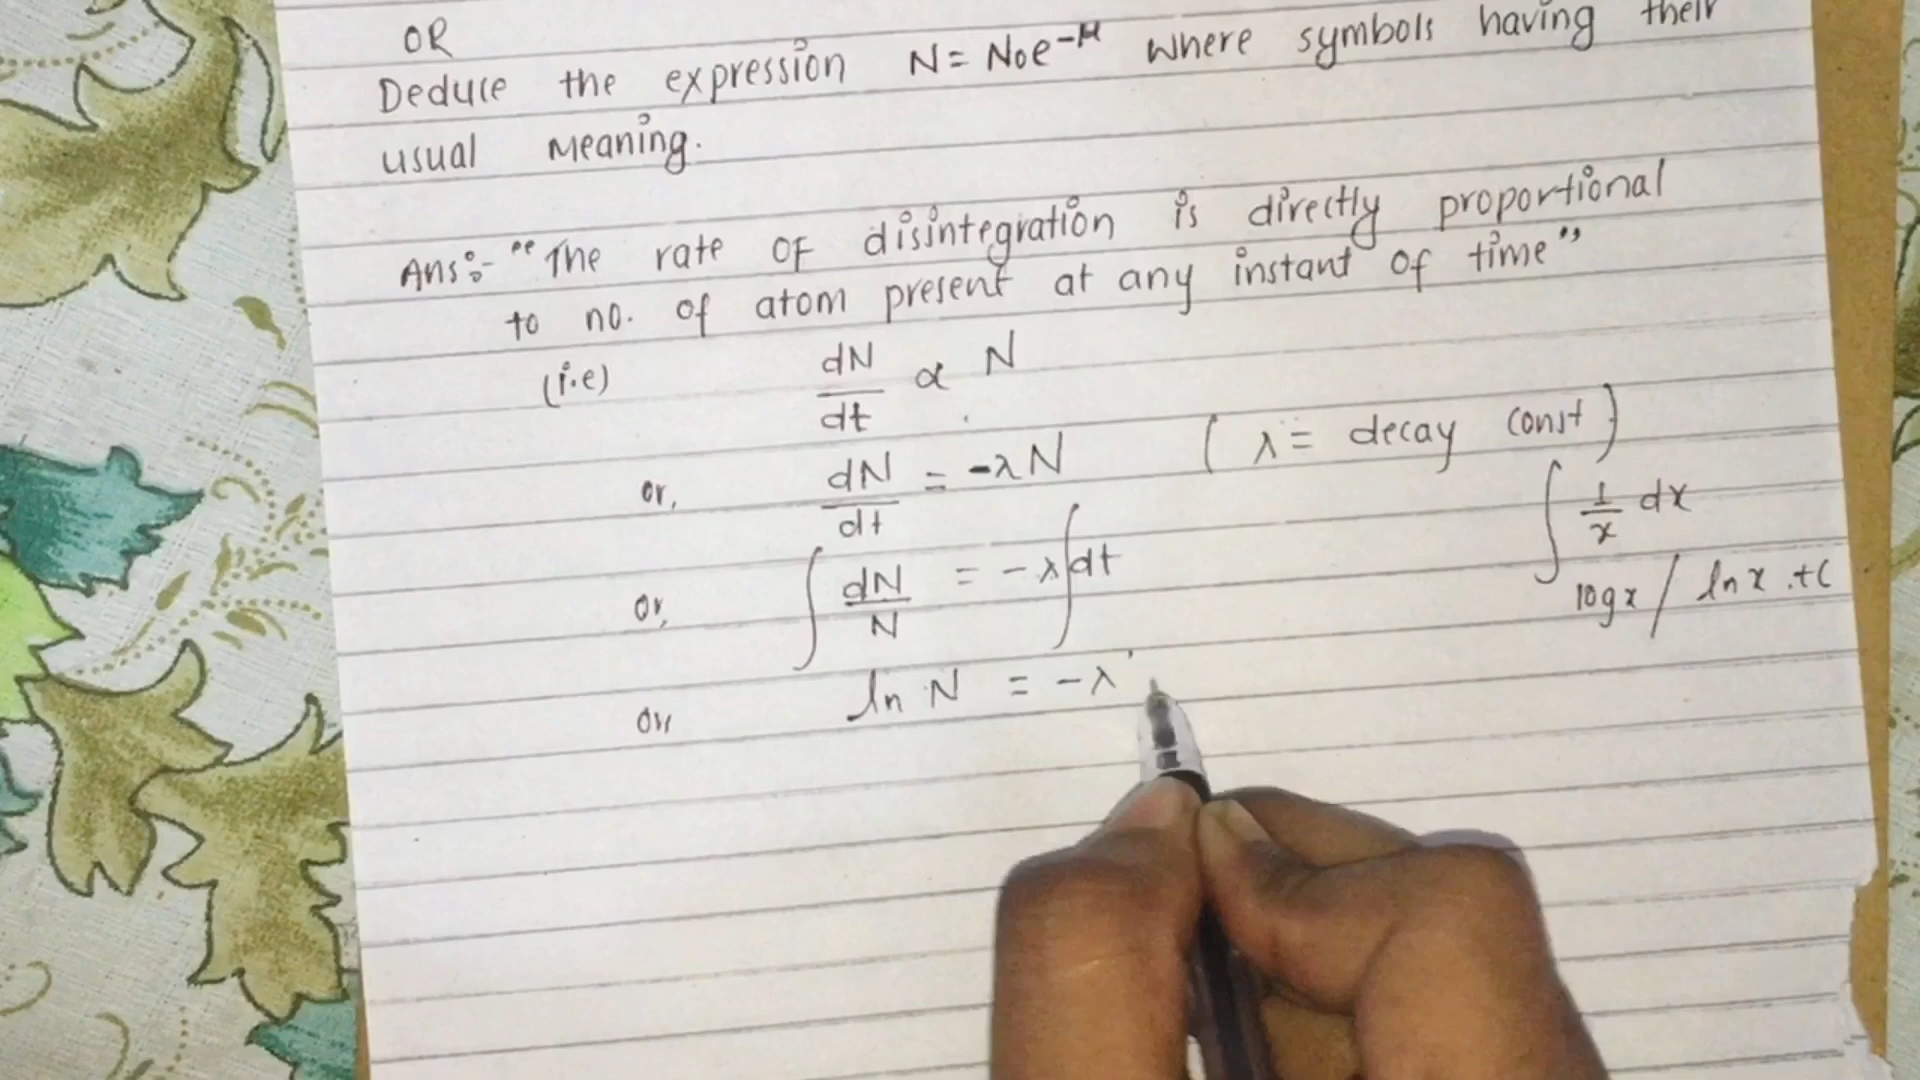 OR
Deduce the expression N = N₀e^-λt where symbols having their
usual Meaning.
Ans:- "The rate of disintegration is directly proportional
to no. of atom present at any instant of time"
(i.e) dN/dt ∝ N
or, dN/dt = -λN (λ = decay const)
or, ∫ dN/N = -λ∫dt
∫ 1/x dx
logx / ln x + C
or ln N = -λ